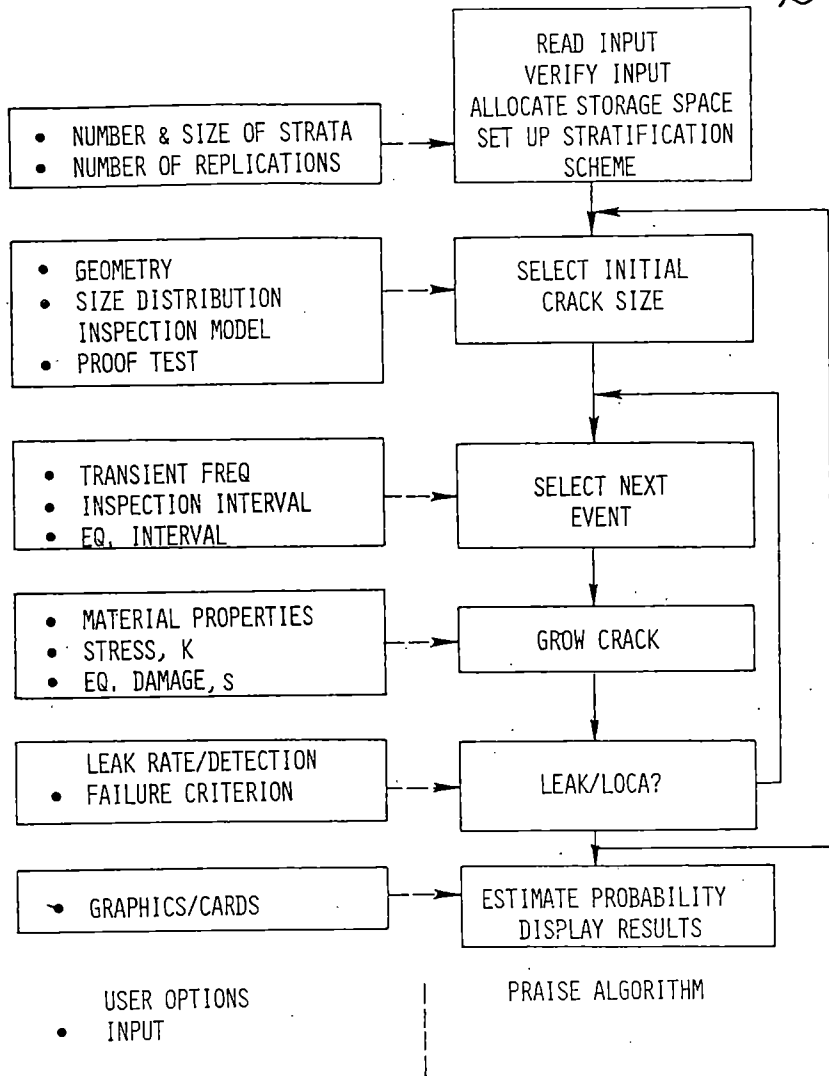 READ INPUT
VERIFY INPUT
ALLOCATE STORAGE SPACE
SET UP STRATIFICATION
SCHEME
• NUMBER & SIZE OF STRATA
• NUMBER OF REPLICATIONS
• GEOMETRY
• SIZE DISTRIBUTION
INSPECTION MODEL
• PROOF TEST
SELECT INITIAL
CRACK SIZE
• TRANSIENT FREQ
• INSPECTION INTERVAL
• EQ. INTERVAL
SELECT NEXT
EVENT
• MATERIAL PROPERTIES
• STRESS, K
• EQ. DAMAGE, S
GROW CRACK
LEAK RATE/DETECTION
• FAILURE CRITERION
LEAK/LOCA?
• GRAPHICS/CARDS
ESTIMATE PROBABILITY
DISPLAY RESULTS
USER OPTIONS
• INPUT
PRAISE ALGORITHM